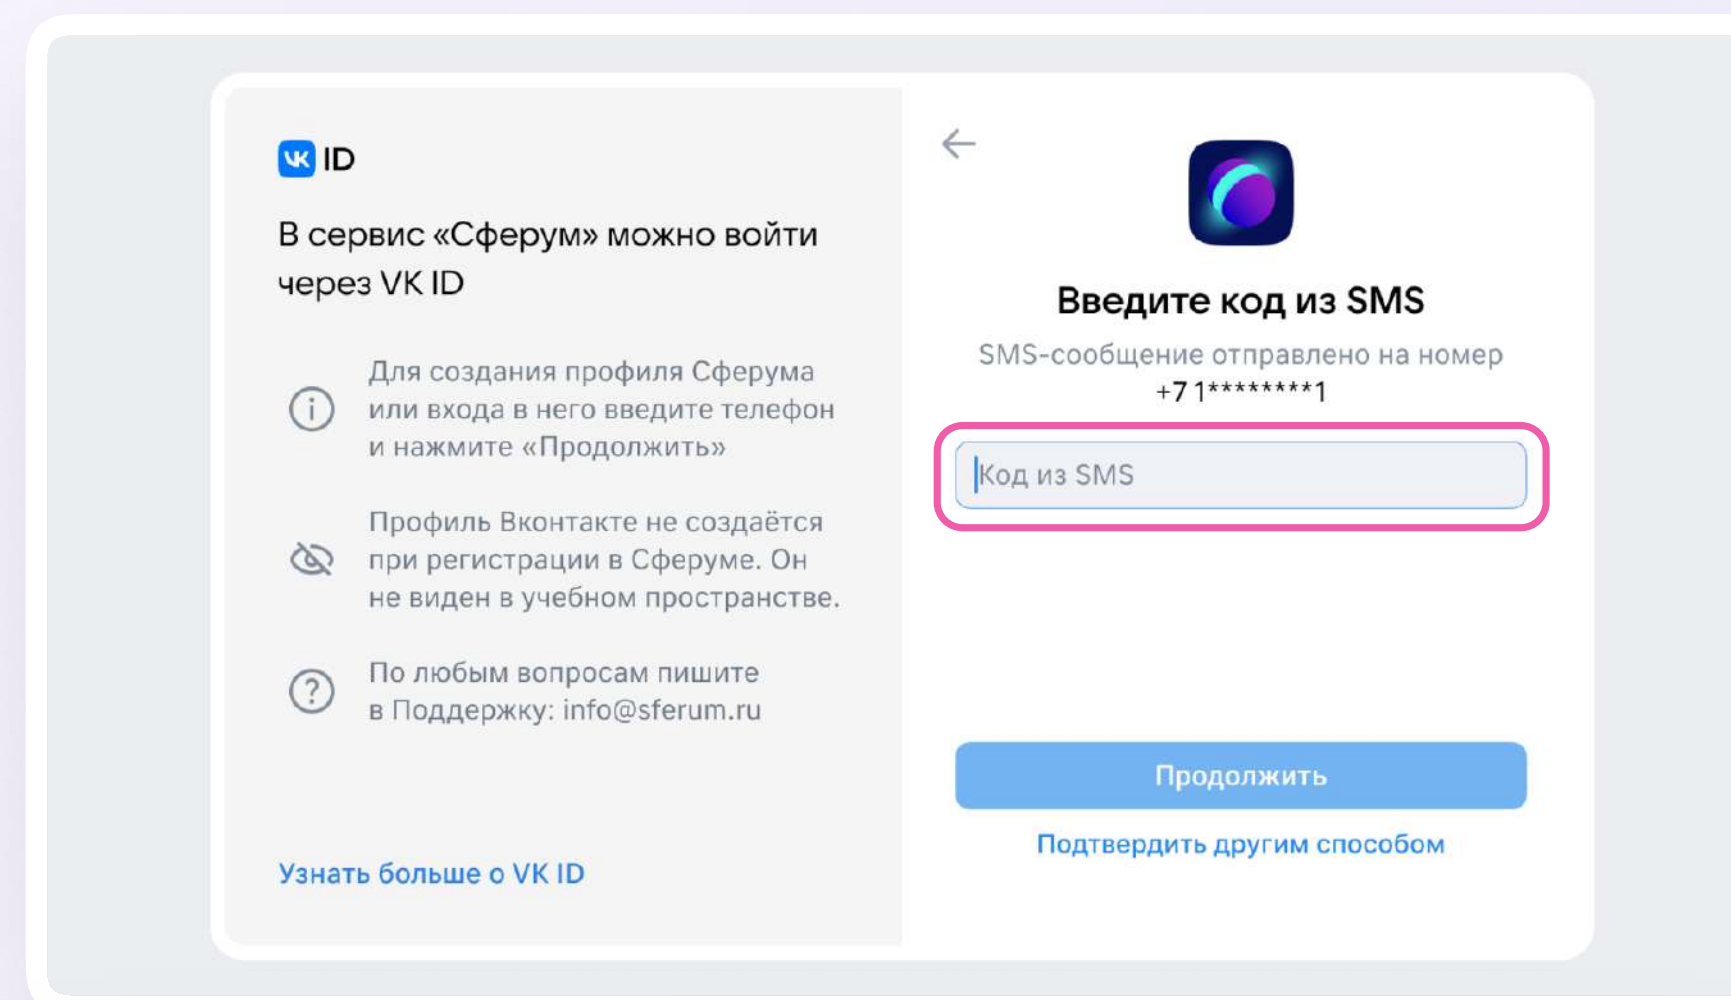 VK ID
В сервис «Сферум» можно войти
через VK ID
Для создания профиля Сферума
или входа в него введите телефон
и нажмите «Продолжить»
Профиль Вконтакте не создаётся
при регистрации в Сферуме. Он
не виден в учебном пространстве.
По любым вопросам пишите
в Поддержку: info@sferum.ru
Узнать больше о VK ID
Введите код из SMS
SMS-сообщение отправлено на номер
+7 1********1
Код из SMS
Продолжить
Подтвердить другим способом